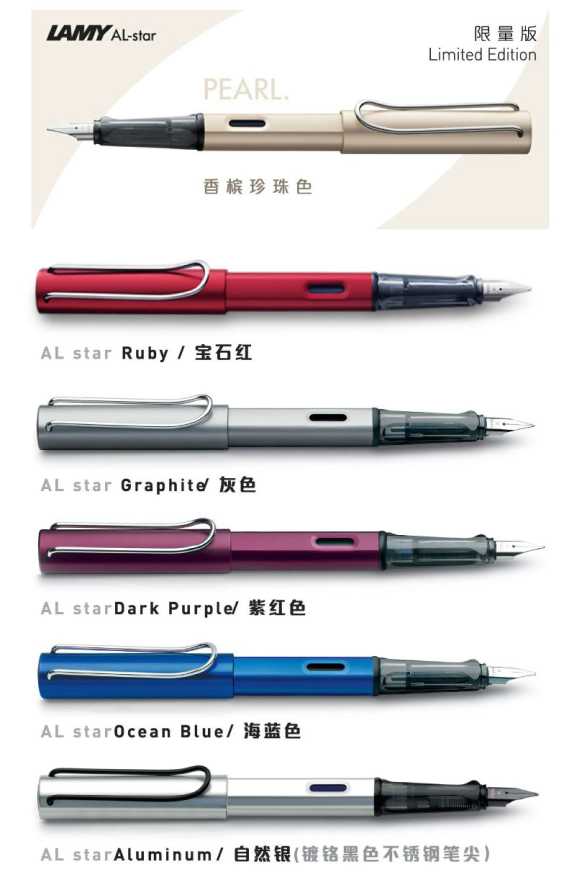 LAMY AL-star
限量版
Limited Edition
PEARL.
香槟珍珠色
AL star Ruby / 宝石红
AL star Graphite/ 灰色
AL starDark Purple/ 紫红色
AL starOcean Blue/ 海蓝色
AL starAluminum/ 自然银(镀铬黑色不锈钢笔尖)